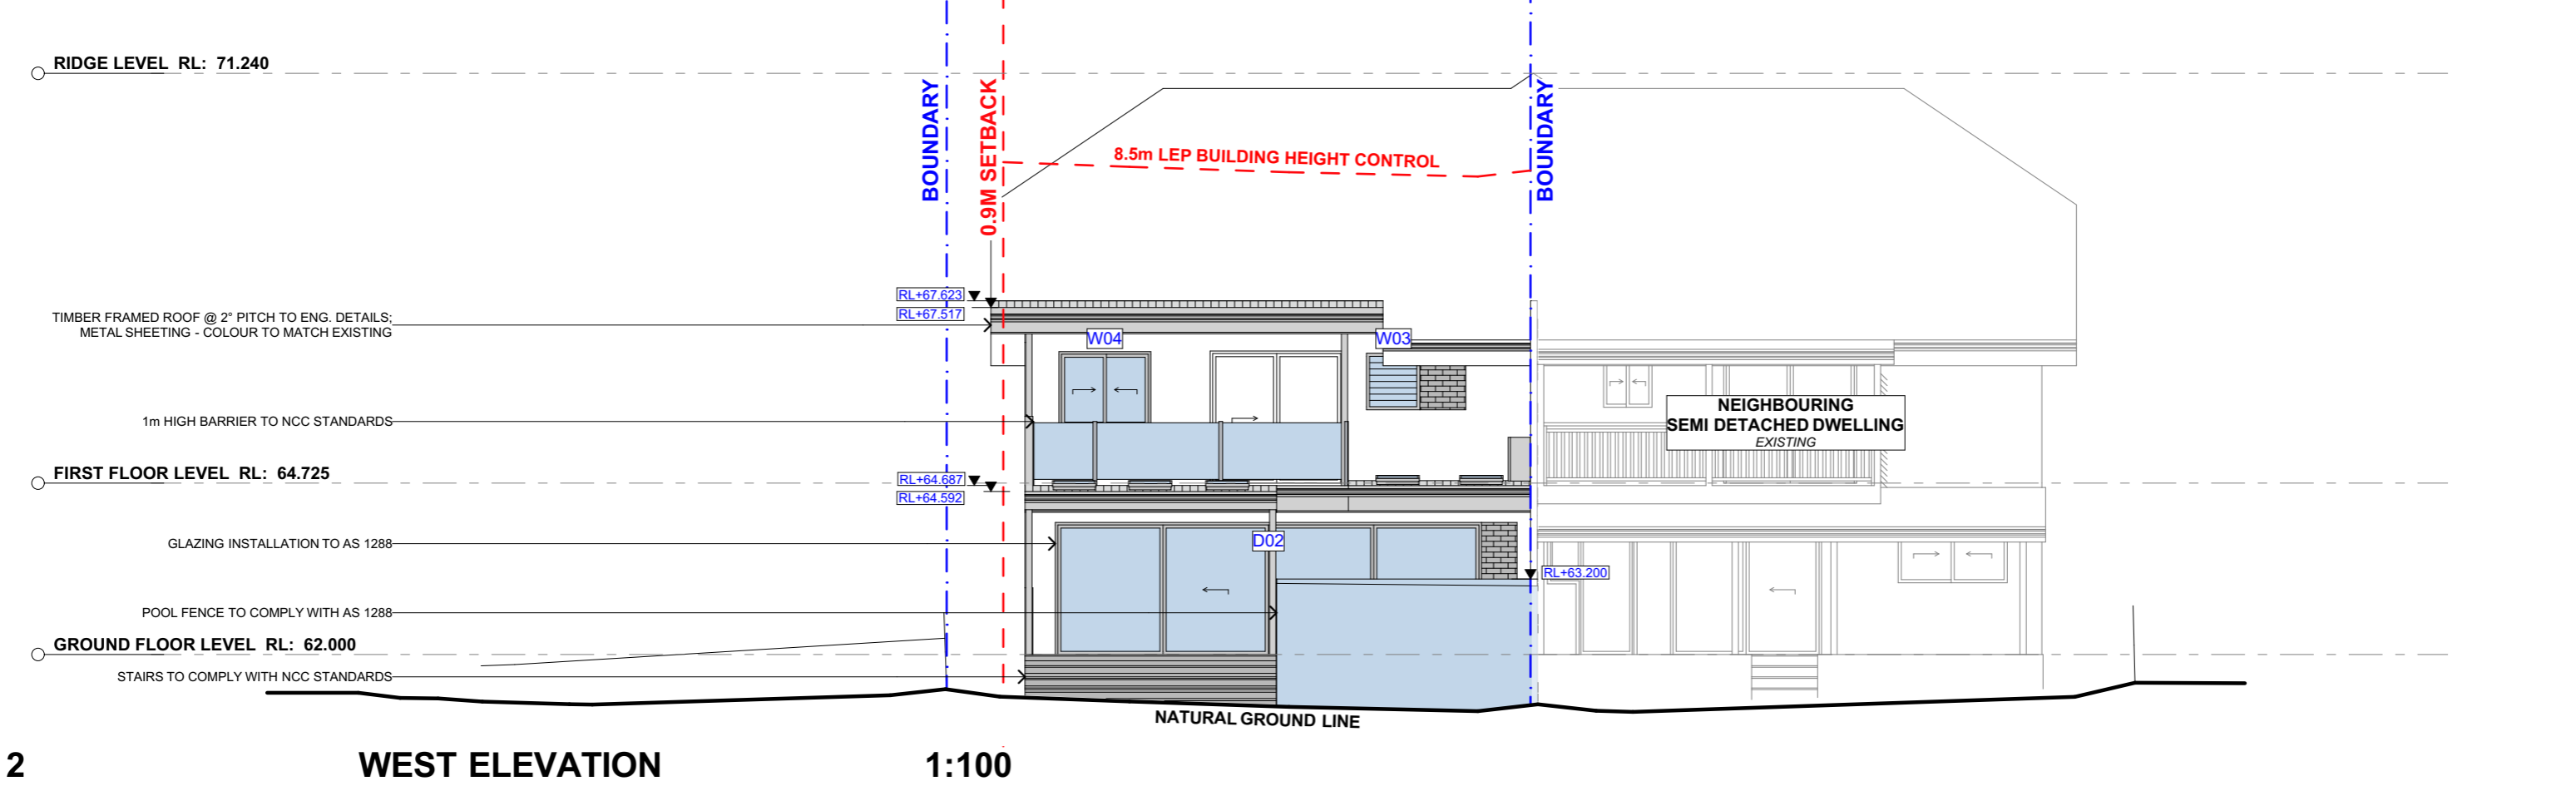 RIDGE LEVEL RL: 71.240
BOUNDARY
0.9M SETBACK
8.5m LEP BUILDING HEIGHT CONTROL
BOUNDARY
RL+67.623
RL+67.517
TIMBER FRAMED ROOF @ 2° PITCH TO ENG. DETAILS;
METAL SHEETING - COLOUR TO MATCH EXISTING
W04
W03
1m HIGH BARRIER TO NCC STANDARDS
NEIGHBOURING
SEMI DETACHED DWELLING
EXISTING
FIRST FLOOR LEVEL RL: 64.725
RL+64.687
RL+64.592
GLAZING INSTALLATION TO AS 1288
D02
RL+63.200
POOL FENCE TO COMPLY WITH AS 1288
GROUND FLOOR LEVEL RL: 62.000
STAIRS TO COMPLY WITH NCC STANDARDS
NATURAL GROUND LINE
2 WEST ELEVATION 1:100